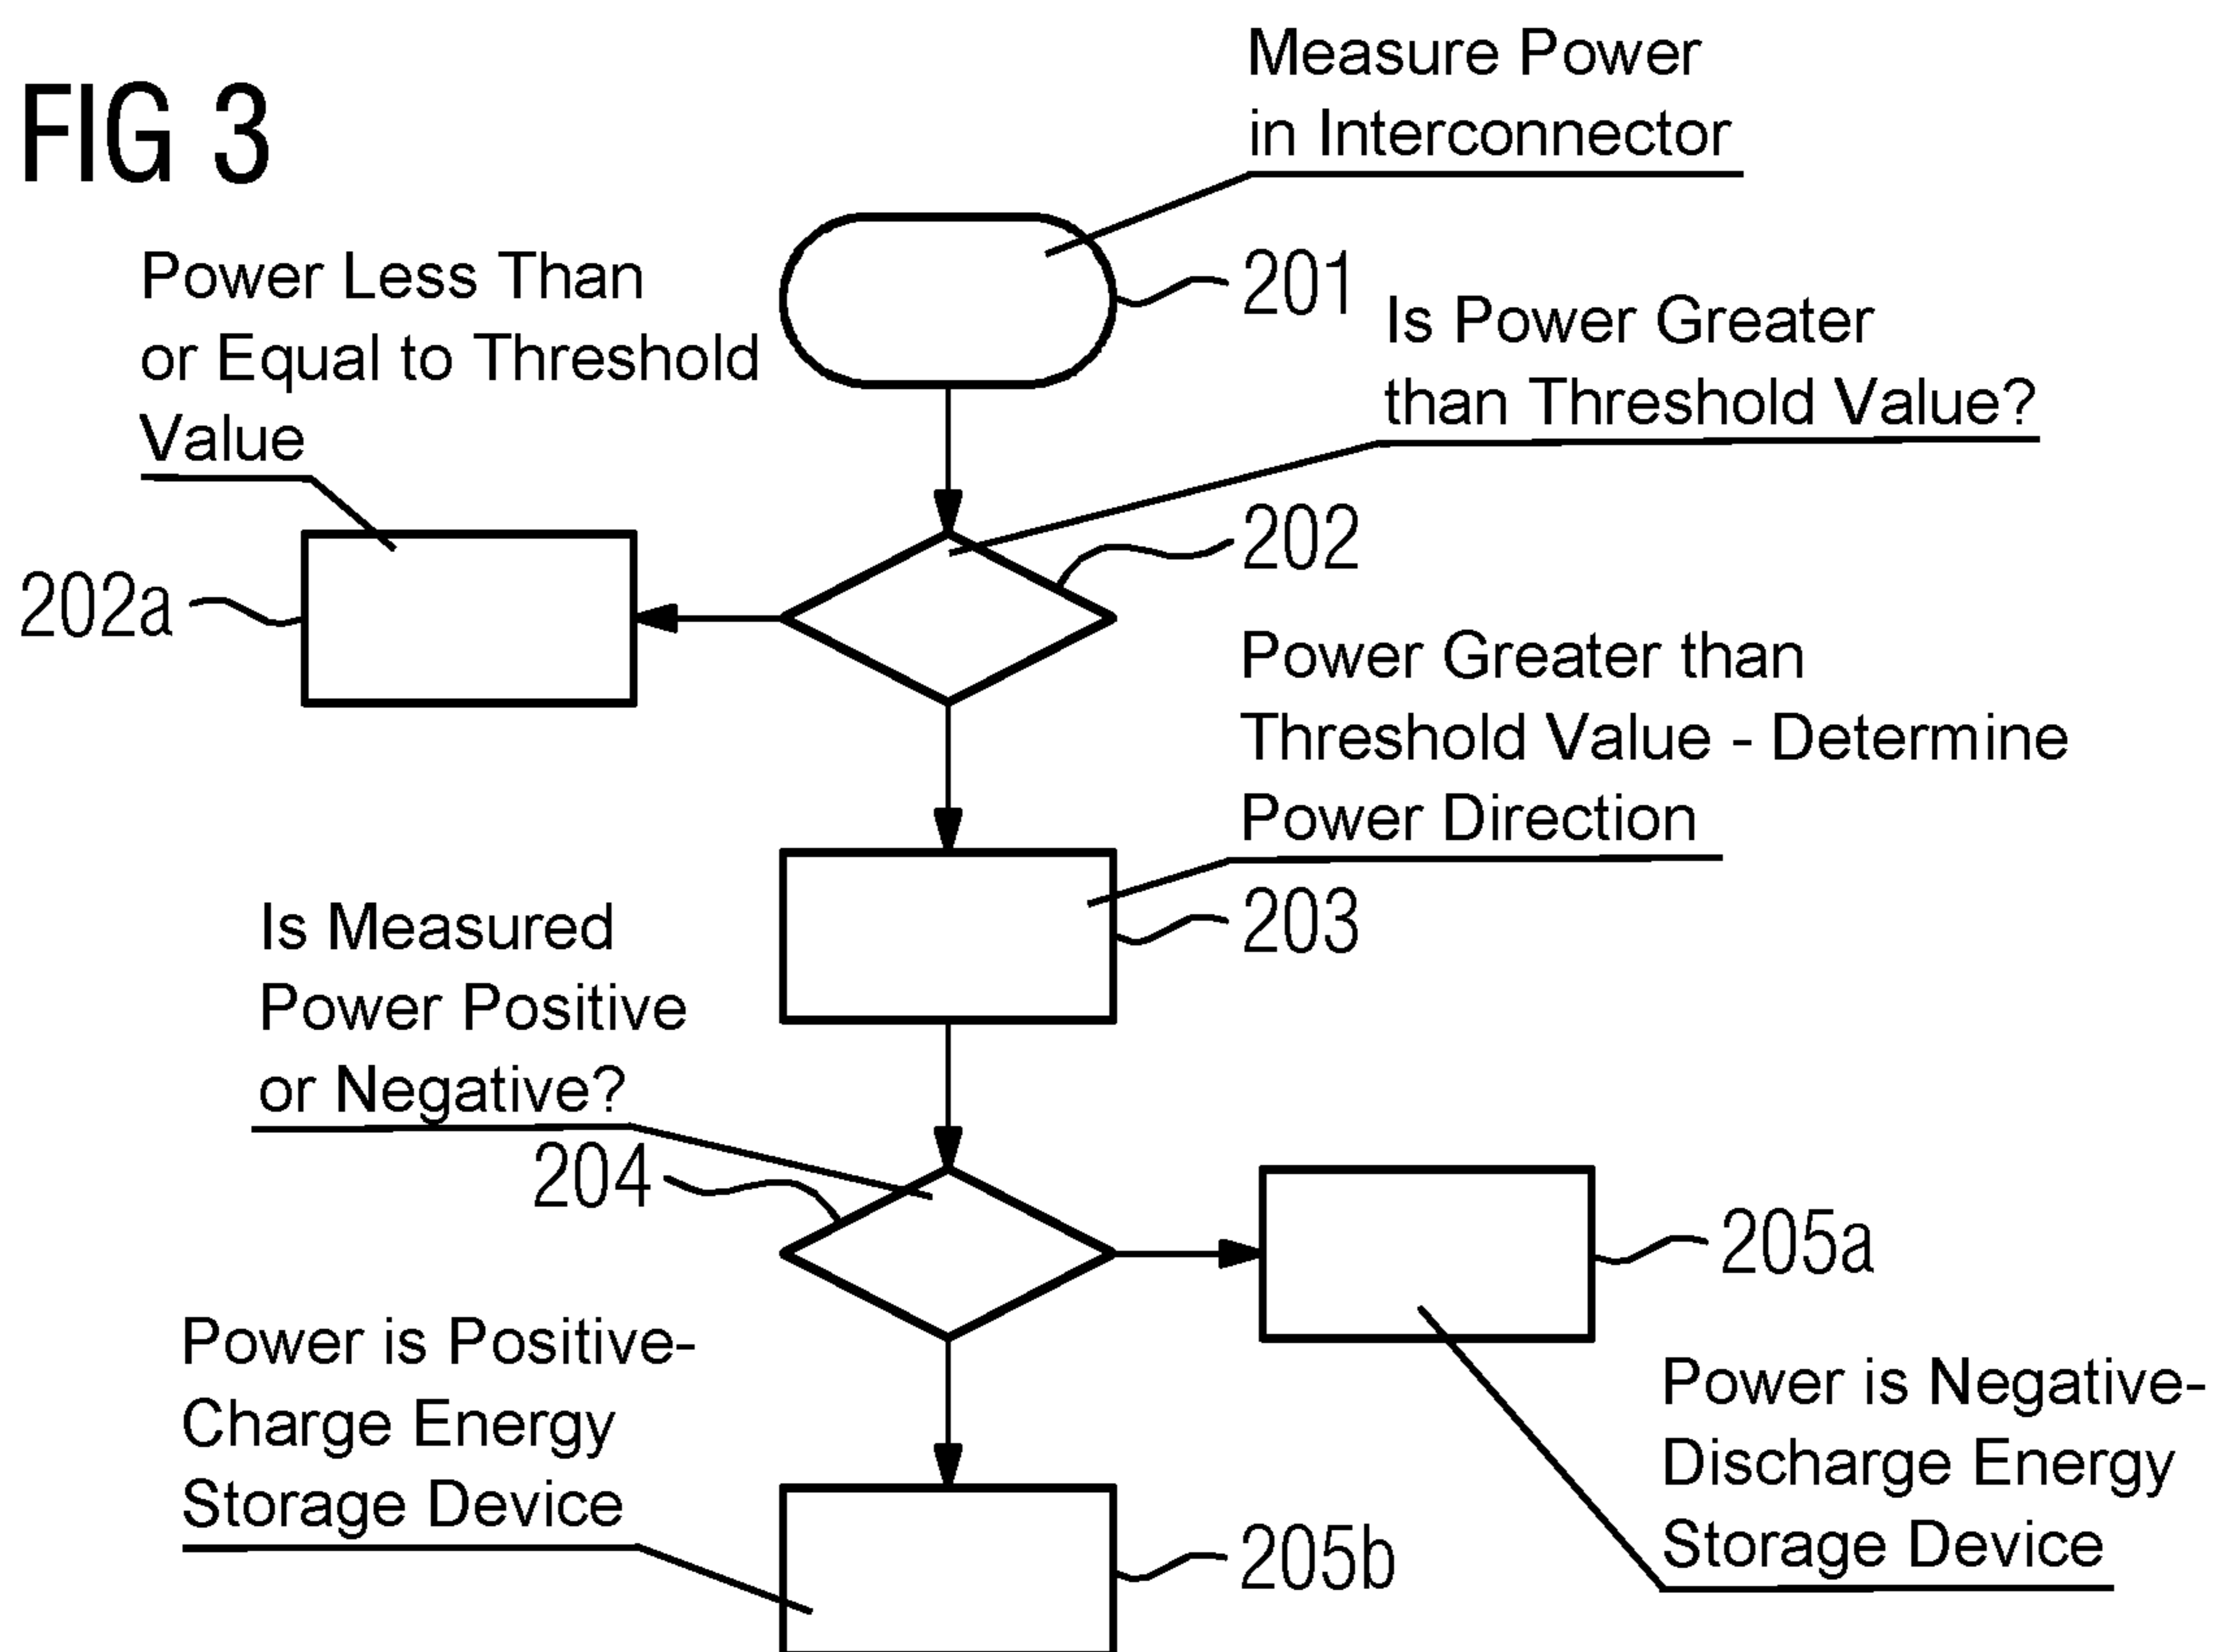 FIG 3
Measure Power
in Interconnector
201
Power Less Than
or Equal to Threshold
Value
Is Power Greater
than Threshold Value?
202
202a
Power Greater than
Threshold Value - Determine
Power Direction
203
Is Measured
Power Positive
or Negative?
204
205a
Power is Positive-
Charge Energy
Storage Device
Power is Negative-
Discharge Energy
Storage Device
205b